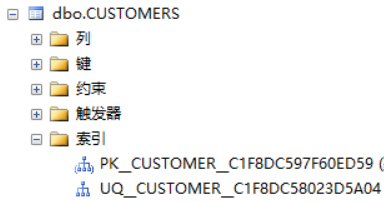 dbo.CUSTOMERS
列
键
约束
触发器
索引
PK__CUSTOMER__C1F8DC597F60ED59 (
UQ__CUSTOMER__C1F8DC58023D5A04